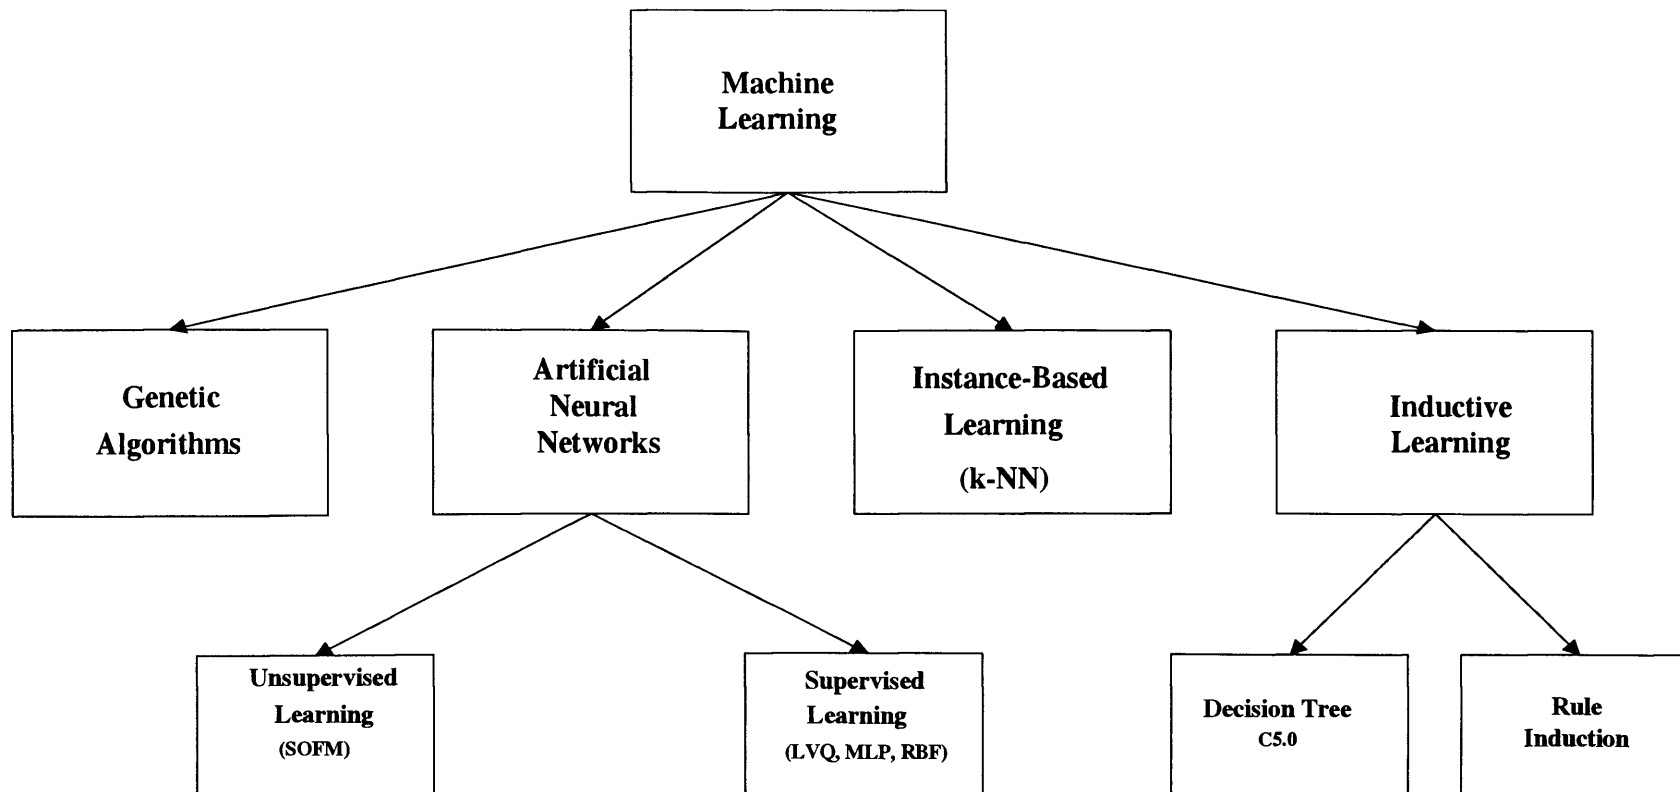 Machine
Learning
Genetic
Algorithms
Artificial
Neural
Networks
Instance-Based
Learning
(k-NN)
Inductive
Learning
Unsupervised
Learning
(SOFM)
Supervised
Learning
(LVQ, MLP, RBF)
Decision Tree
C5.0
Rule
Induction